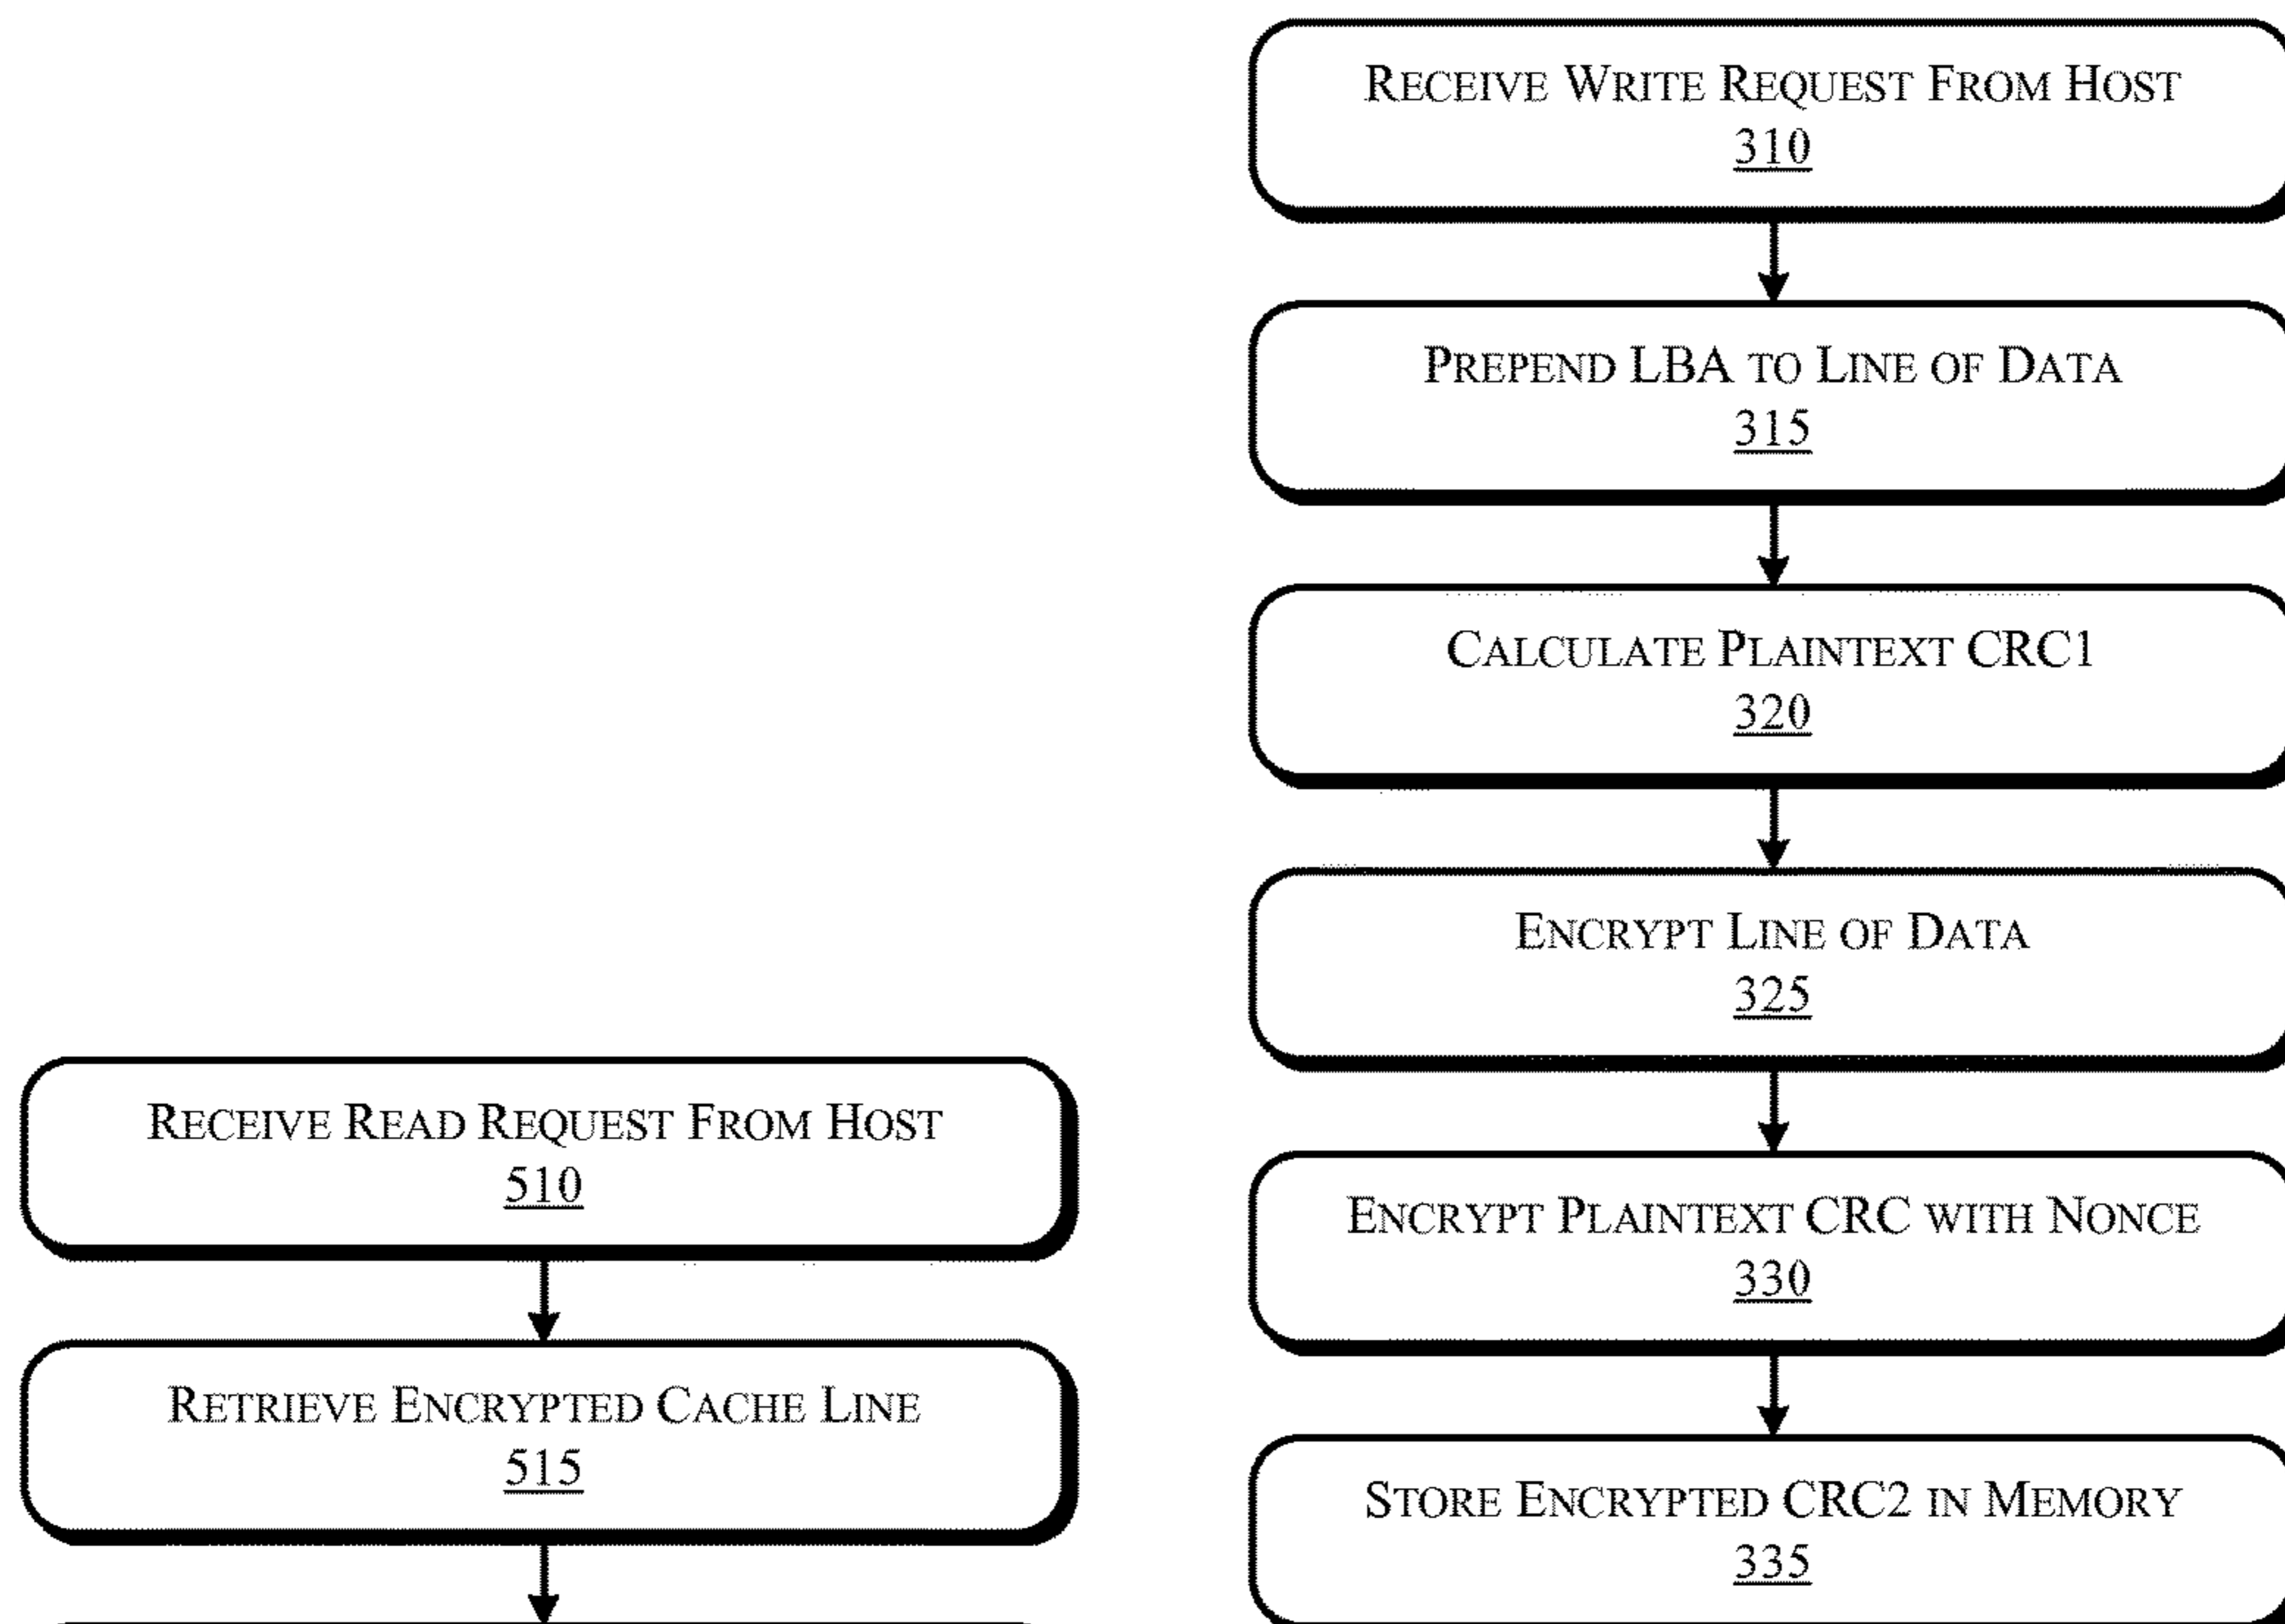 RECEIVE WRITE REQUEST FROM HOST
310
PREPEND LBA TO LINE OF DATA
315
CALCULATE PLAINTEXT CRC1
320
ENCRYPT LINE OF DATA
325
ENCRYPT PLAINTEXT CRC WITH NONCE
330
STORE ENCRYPTED CRC2 IN MEMORY
335
RECEIVE READ REQUEST FROM HOST
510
RETRIEVE ENCRYPTED CACHE LINE
515